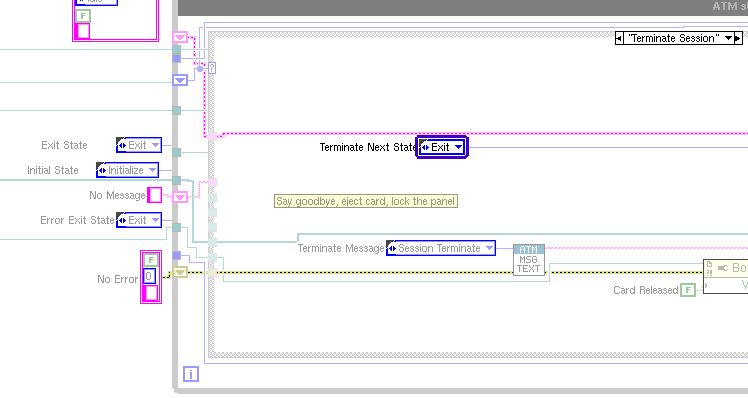 ATM s
F
"Terminate Session"
?
Exit State
Exit
Terminate Next State
Exit
Initial State
Initialize
No Message
Say goodbye, eject card, lock the panel
Error Exit State
Exit
Terminate Message
Session Terminate
ATM
MSG
TEXT
No Error
F
0
Bo
V
Card Released
F
i